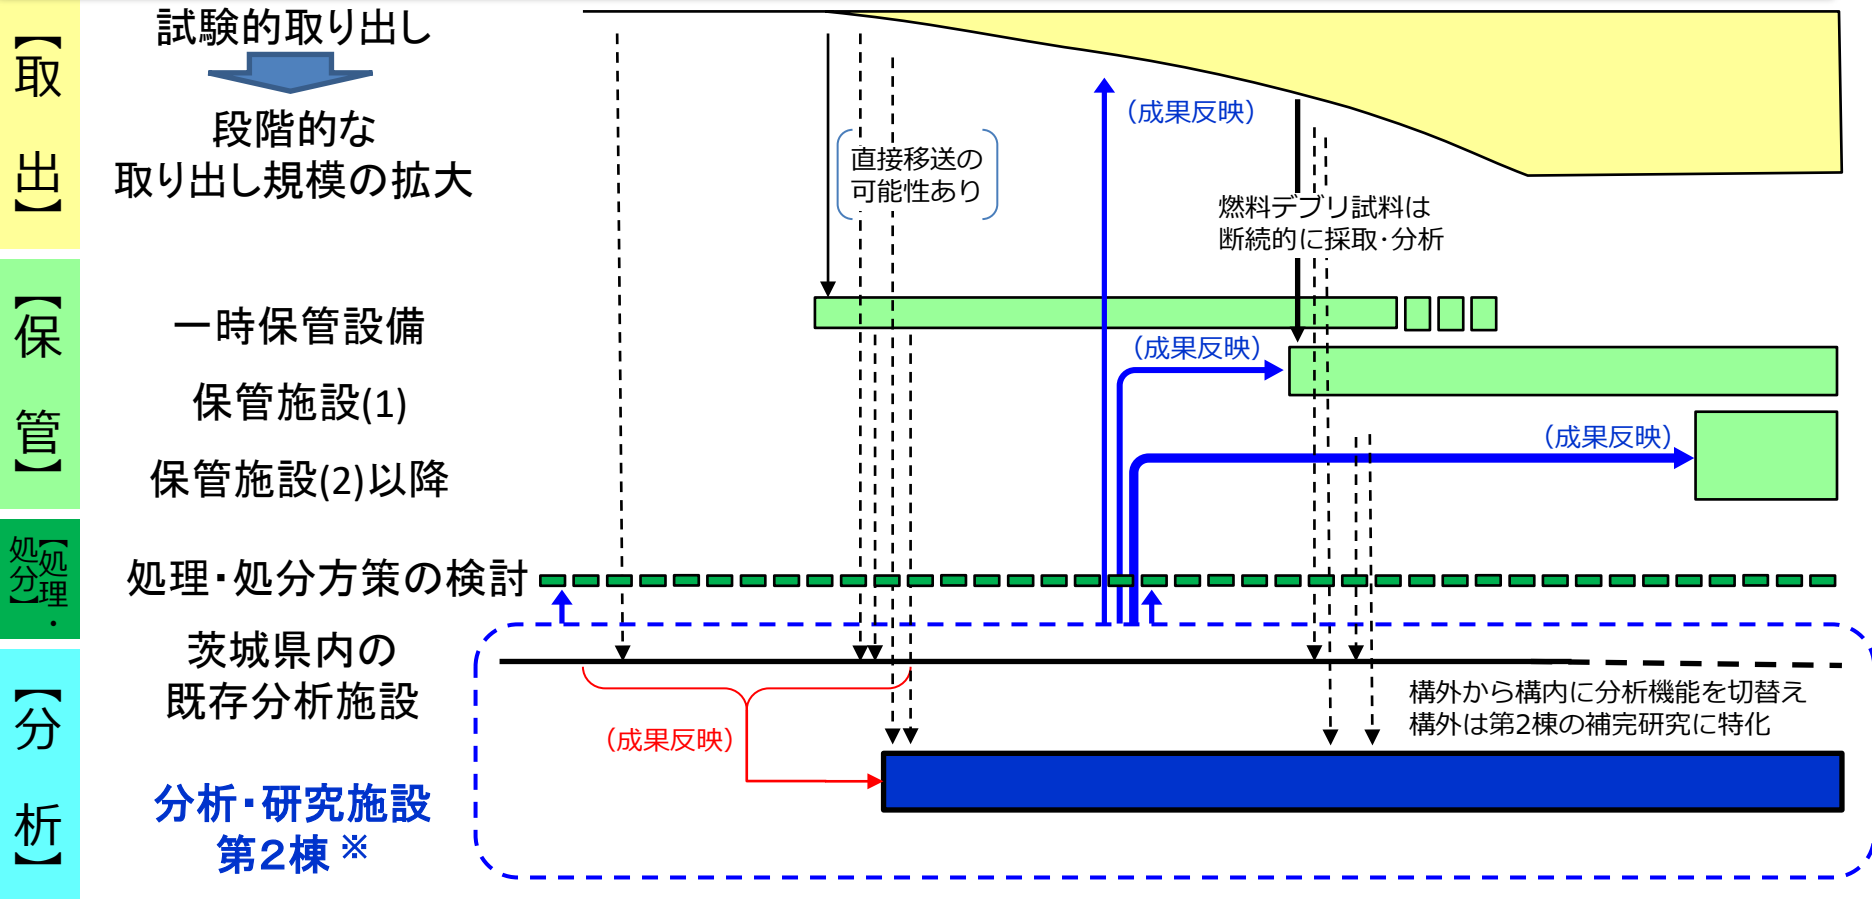 【取出】
試験的取り出し
段階的な
取り出し規模の拡大
（成果反映）
直接移送の
可能性あり
燃料デブリ試料は
断続的に採取･分析
【保管】
一時保管設備
（成果反映）
保管施設(1)
（成果反映）
保管施設(2)以降
【処理・
処分】
処理・処分方策の検討
【分析】
茨城県内の
既存分析施設
構外から構内に分析機能を切替え
構外は第2棟の補完研究に特化
（成果反映）
分析・研究施設
第２棟※